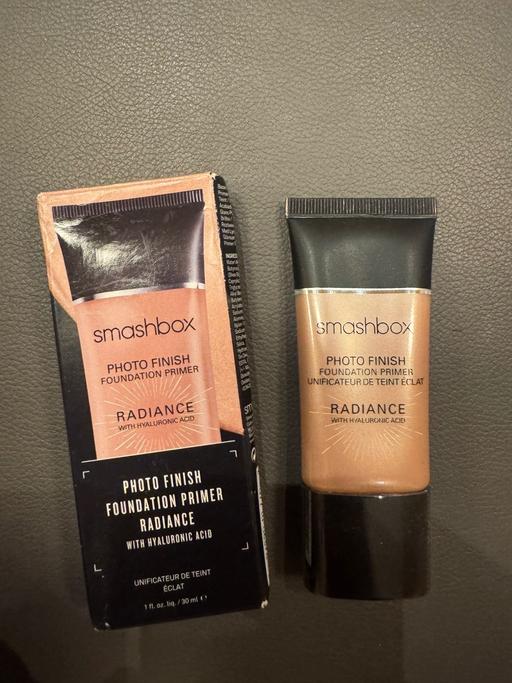 smashbox
PHOTO FINISH
FOUNDATION PRIMER
RADIANCE
WITH HYALURONIC ACID
PHOTO FINISH
FOUNDATION PRIMER
RADIANCE
WITH HYALURONIC ACID
UNIFICATEUR DE TEINT
ÉCLAT
1 fl. oz. liq. / 30 ml ℮
smashbox
PHOTO FINISH
FOUNDATION PRIMER
UNIFICATEUR DE TEINT ÉCLAT
RADIANCE
WITH HYALURONIC ACID